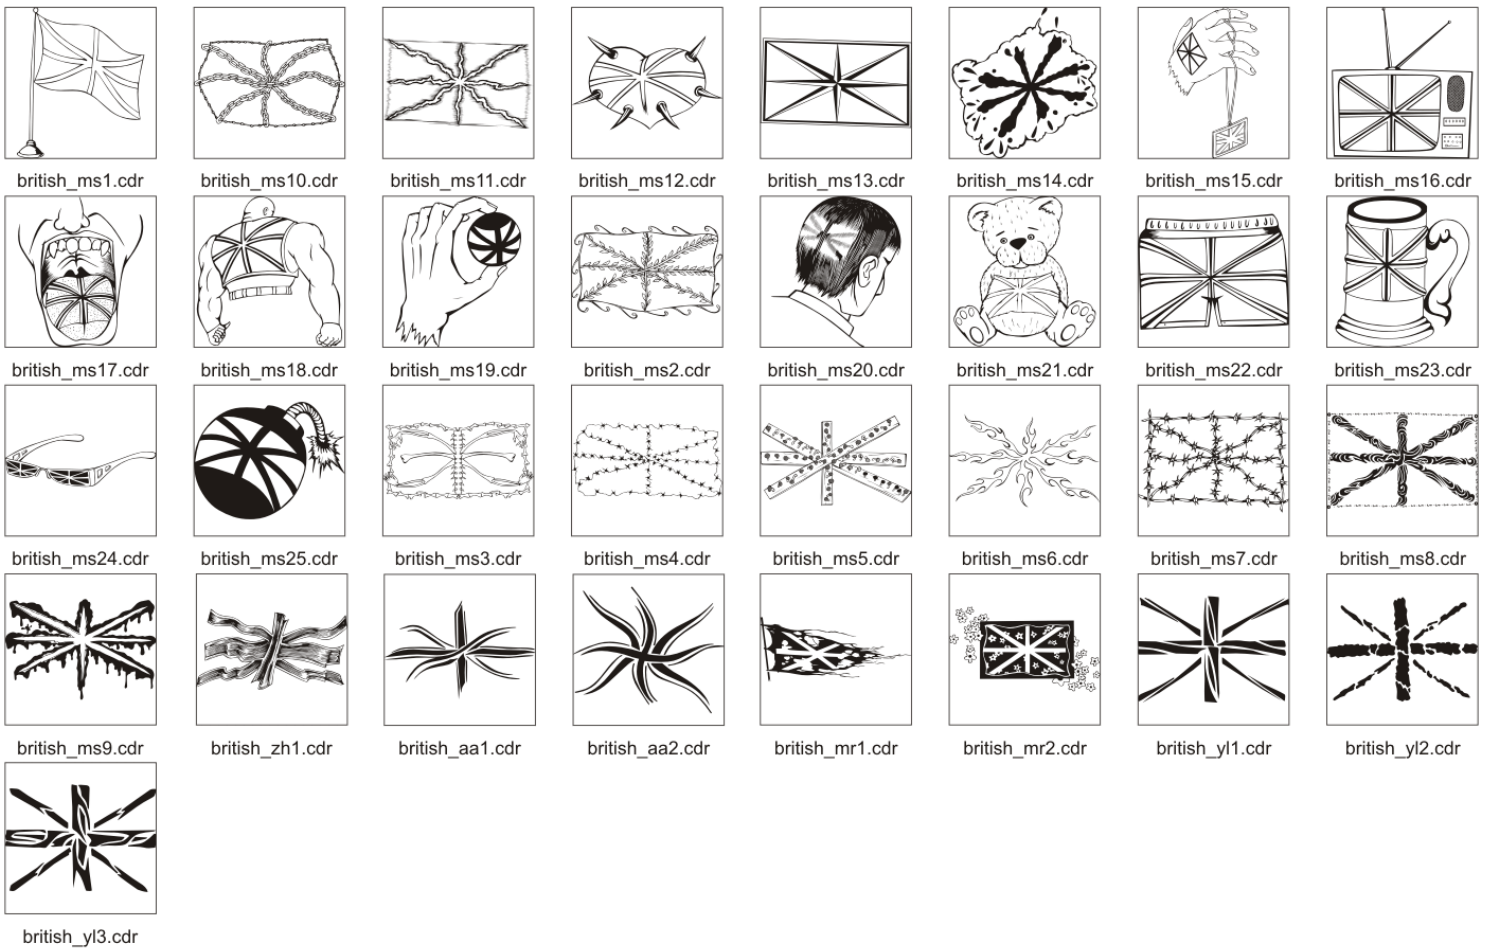 british_ms1.cdr british_ms10.cdr british_ms11.cdr british_ms12.cdr british_ms13.cdr british_ms14.cdr british_ms15.cdr british_ms16.cdr
british_ms17.cdr british_ms18.cdr british_ms19.cdr british_ms2.cdr british_ms20.cdr british_ms21.cdr british_ms22.cdr british_ms23.cdr
british_ms24.cdr british_ms25.cdr british_ms3.cdr british_ms4.cdr british_ms5.cdr british_ms6.cdr british_ms7.cdr british_ms8.cdr
british_ms9.cdr british_zh1.cdr british_aa1.cdr british_aa2.cdr british_mr1.cdr british_mr2.cdr british_yl1.cdr british_yl2.cdr
british_yl3.cdr